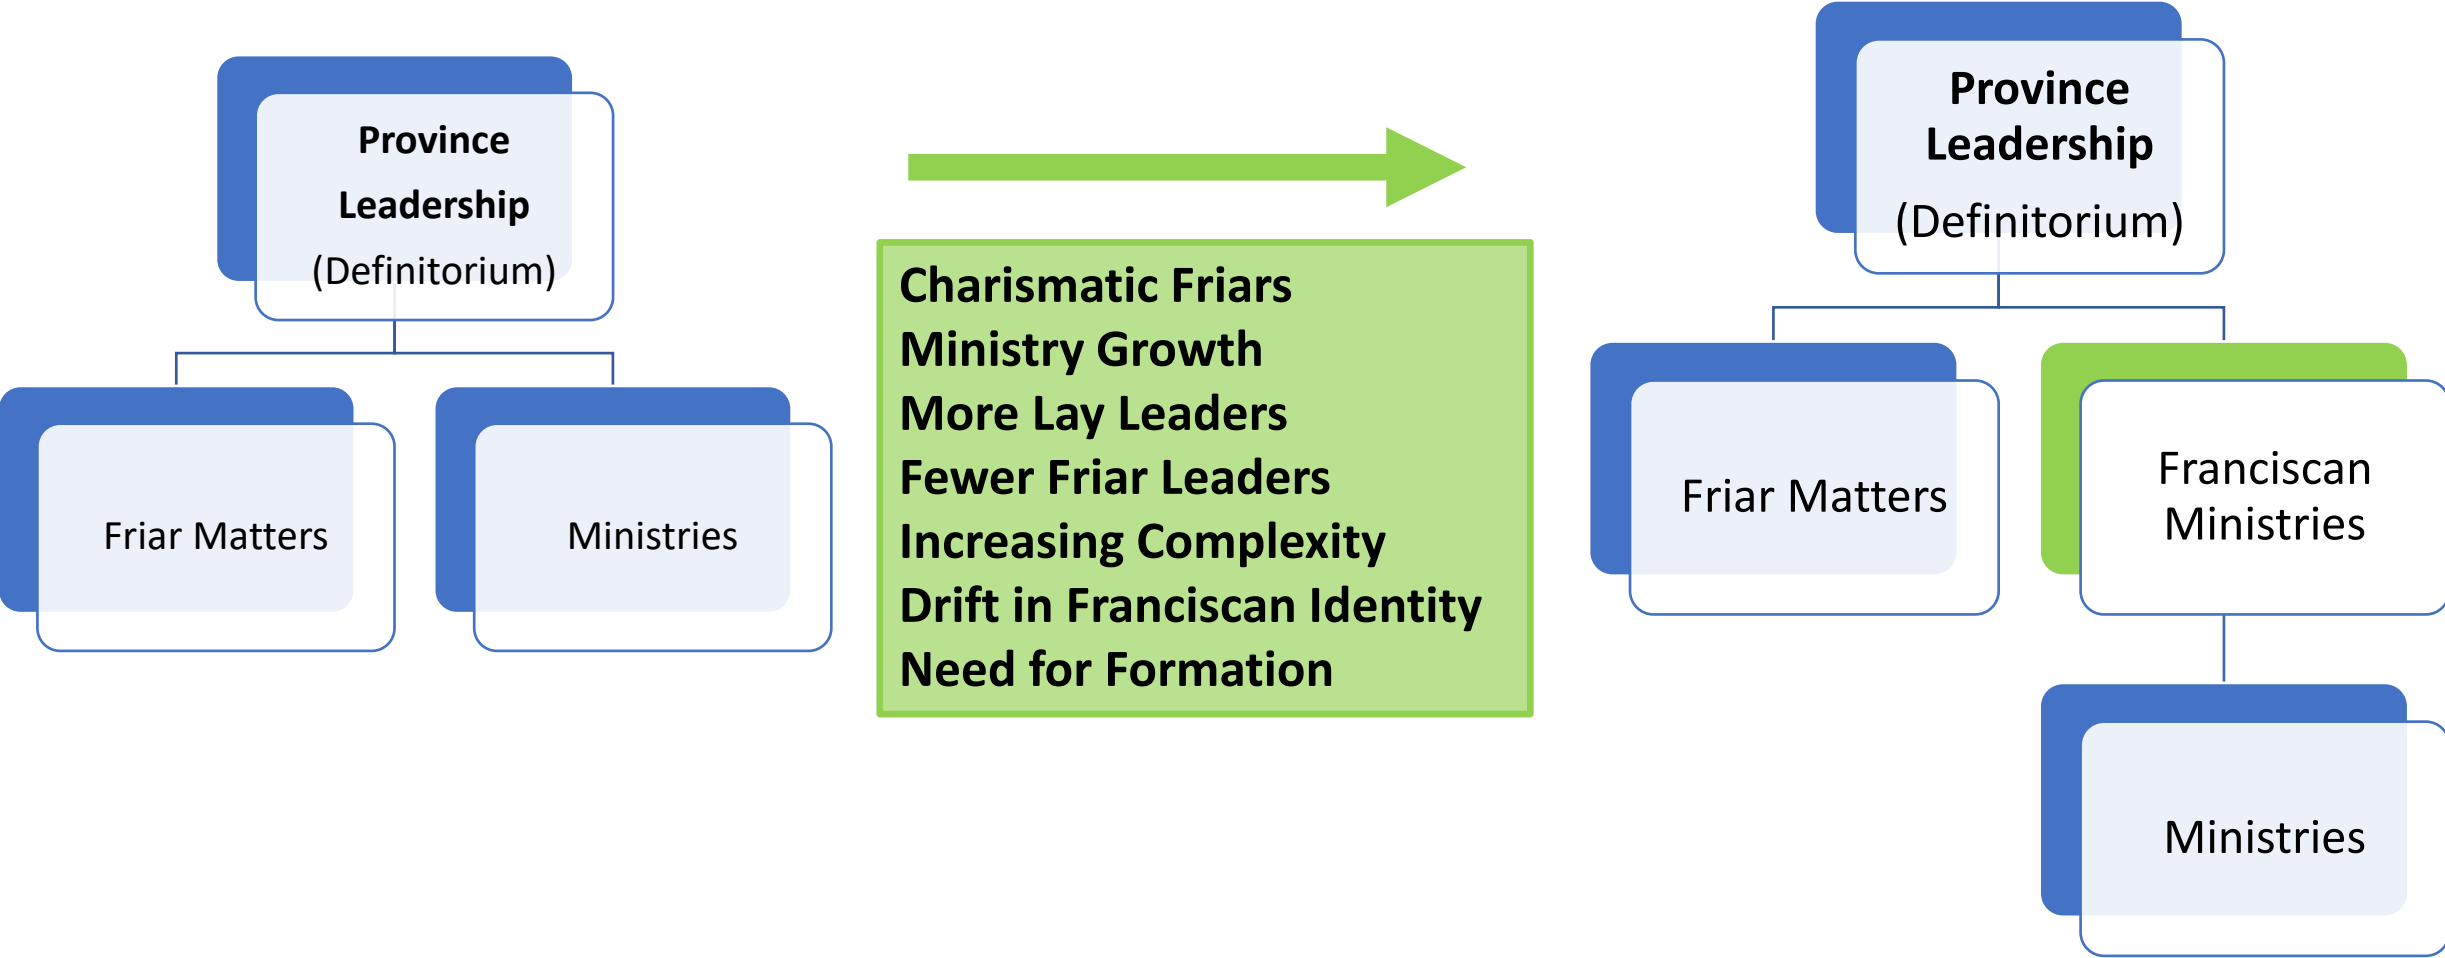 Province
Leadership
(Definitorium)
Friar Matters
Ministries
Charismatic Friars
Ministry Growth
More Lay Leaders
Fewer Friar Leaders
Increasing Complexity
Drift in Franciscan Identity
Need for Formation
Province
Leadership
(Definitorium)
Friar Matters
Franciscan
Ministries
Ministries